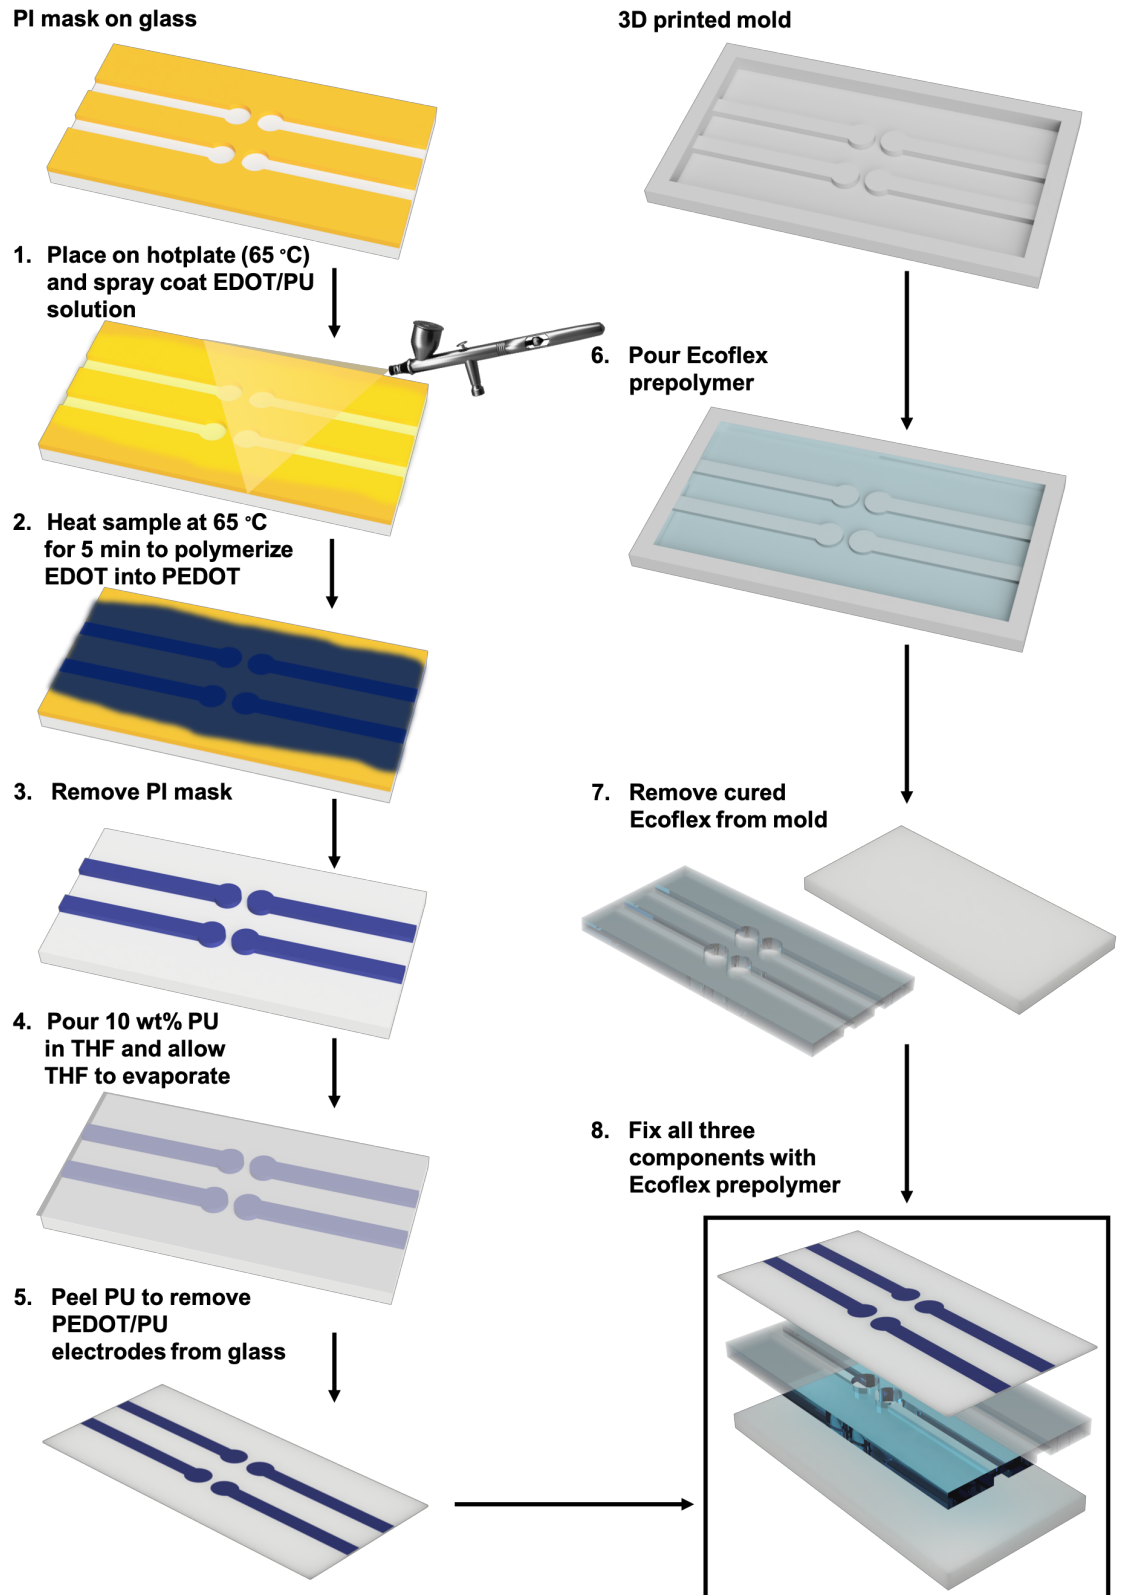 PI mask on glass
1. Place on hotplate (65 °C)
and spray coat EDOT/PU
solution
2. Heat sample at 65 °C
for 5 min to polymerize
EDOT into PEDOT
3. Remove PI mask
4. Pour 10 wt% PU
in THF and allow
THF to evaporate
5. Peel PU to remove
PEDOT/PU
electrodes from glass
3D printed mold
6. Pour Ecoflex
prepolymer
7. Remove cured
Ecoflex from mold
8. Fix all three
components with
Ecoflex prepolymer